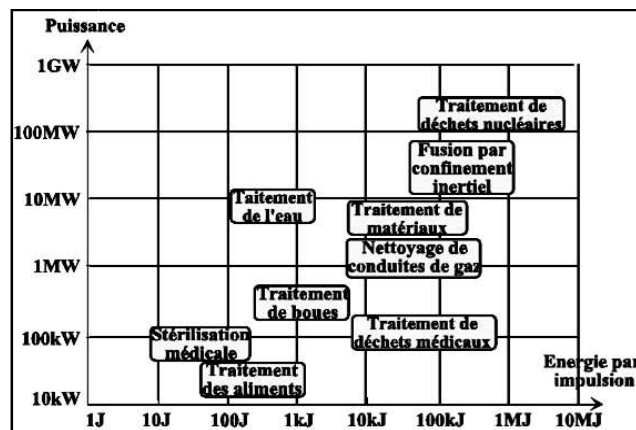 Puissance
1GW
Traitement de
déchets nucléaires
100MW
Fusion par
confinement
inertiel
10MW
Taitement
de l'eau
Traitement de
matériaux
Nettoyage de
conduites de gaz
1MW
Traitement
de boues
Traitement de
déchets médicaux
100kW
Stérilisation
médicale
Traitement
des aliments
Energie par
impulsion
10kW
1J 10J 100J 1kJ 10kJ 100kJ 1MJ 10MJ